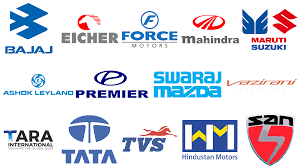 BAJAJ
EICHER
FORCE
MOTORS
mahindra
MARUTI
SUZUKI
ASHOK LEYLAND
PREMIER
SWARAJ
MAZDA
vazirani
TARA
INTERNATIONAL
TATA
TVS
Hindustan Motors
SAN